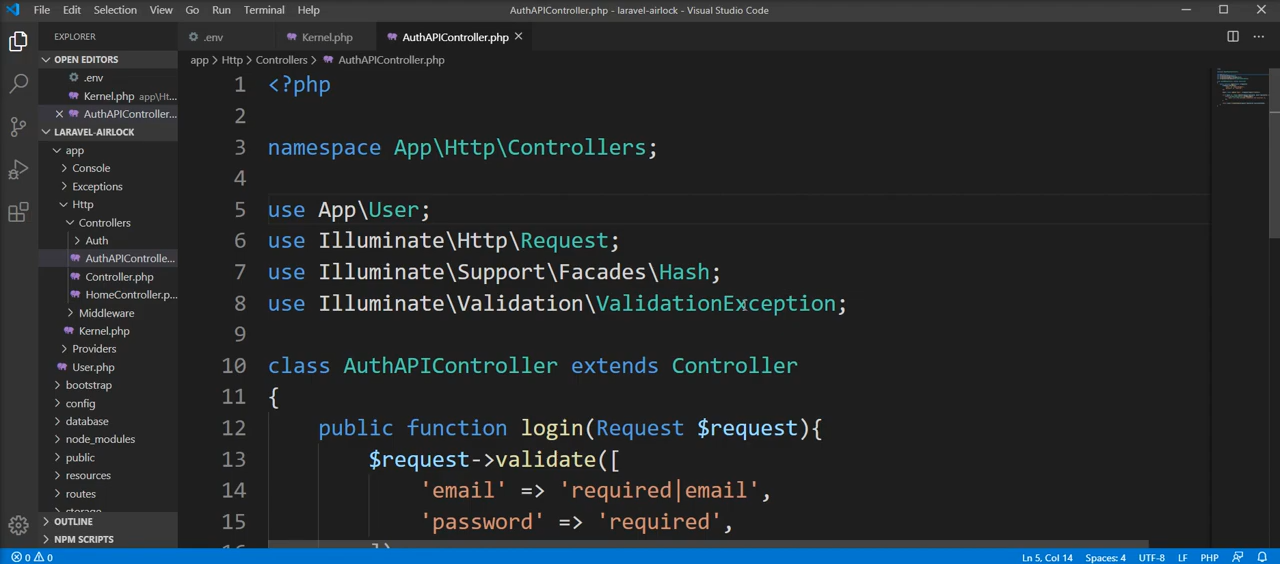 File Edit Selection View Go Run Terminal Help AuthAPIController.php - laravel-airlock - Visual Studio Code
EXPLORER
OPEN EDITORS
.env
Kernel.php app\Ht...
AuthAPIController...
LARAVEL-AIRLOCK
app
Console
Exceptions
Http
Controllers
Auth
AuthAPIControlle...
Controller.php
HomeController.p...
Middleware
Kernel.php
Providers
User.php
bootstrap
config
database
node_modules
public
resources
routes
storage
OUTLINE
NPM SCRIPTS
.env Kernel.php AuthAPIController.php
app > Http > Controllers > AuthAPIController.php
1 <?php
2
3 namespace App\Http\Controllers;
4
5 use App\User;
6 use Illuminate\Http\Request;
7 use Illuminate\Support\Facades\Hash;
8 use Illuminate\Validation\ValidationException;
9
10 class AuthAPIController extends Controller
11 {
12 public function login(Request $request){
13 $request->validate([
14 'email' => 'required|email',
15 'password' => 'required',
16 ])
0 0 Ln 5, Col 14 Spaces: 4 UTF-8 LF PHP